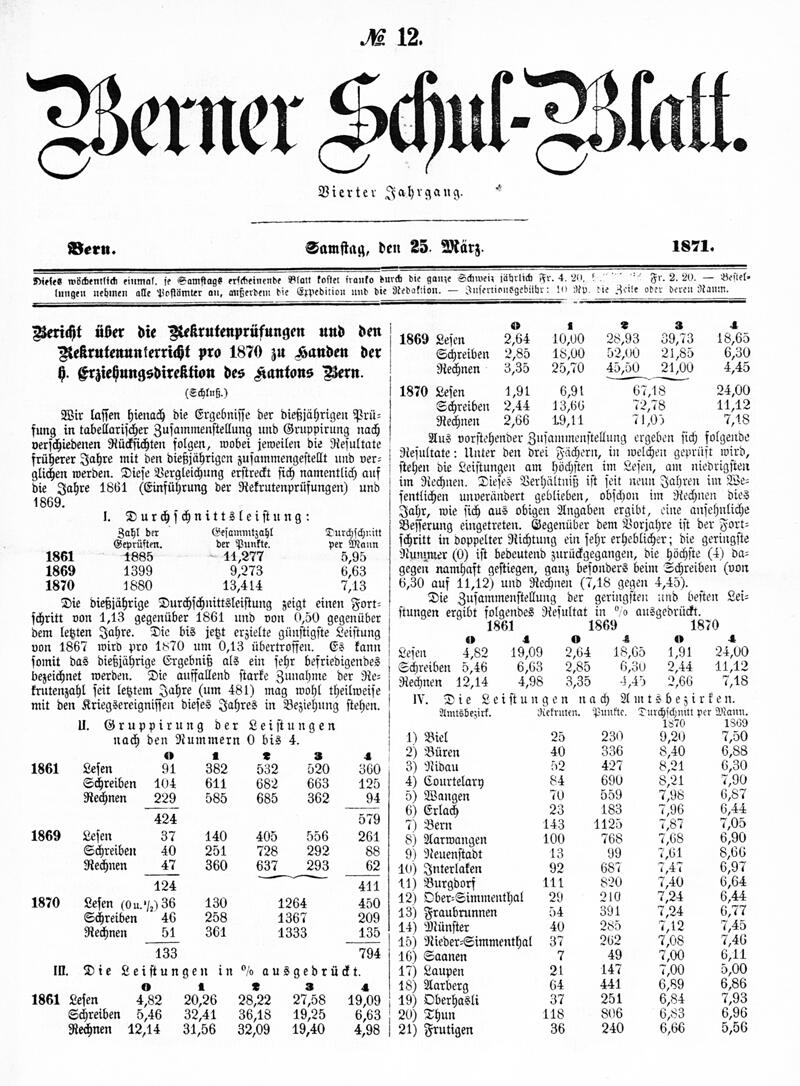 № 12.
Berner Schul-Blatt.
Vierter Jahrgang.
Bern. Samstag, den 25. März. 1871.
Dieses wöchentlich einmal, je Samstags erscheinende Blatt kostet franko durch die ganze Schweiz jährlich Fr. 4. 20, Fr. 2. 20. — Bestel-
lungen nehmen alle Postämter an, außerdem die Expedition und die Redaktion. — Insertionsgebühr: 10 Rp. die Zeile oder deren Raum.
Bericht über die Rekrutenprüfungen und den
Rekrutenunterricht pro 1870 zu Handen der
h. Erziehungsdirektion des Kantons Bern.
(Schluß.)
Wir lassen hienach die Ergebnisse der dießjährigen Prü-
fung in tabellarischer Zusammenstellung und Gruppirung nach
verschiedenen Rücksichten folgen, wobei jeweilen die Resultate
früherer Jahre mit den dießjährigen zusammengestellt und ver-
glichen werden. Diese Vergleichung erstreckt sich namentlich auf
die Jahre 1861 (Einführung der Rekrutenprüfungen) und
1869.
I. Durchschnittsleistung:
Zahl der Gesammtzahl Durchschnitt
Geprüften. der Punkte. per Mann
1861 1885 11,277 5,95
1869 1399 9,273 6,63
1870 1880 13,414 7,13
Die dießjährige Durchschnittsleistung zeigt einen Fort-
schritt von 1,13 gegenüber 1861 und von 0,50 gegenüber
dem letzten Jahre. Die bis jetzt erzielte günstigste Leistung
von 1867 wird pro 1870 um 0,13 übertroffen. Es kann
somit das dießjährige Ergebniß als ein sehr befriedigendes
bezeichnet werden. Die auffallend starke Zunahme der Re-
krutenzahl seit letztem Jahre (um 481) mag wohl theilweise
mit den Kriegsereignissen dieses Jahres in Beziehung stehen.
II. Gruppirung der Leistungen
nach den Nummern 0 bis 4.
0 1 2 3 4
1861 Lesen 91 382 532 520 360
Schreiben 104 611 682 663 125
Rechnen 229 585 685 362 94
424 579
1869 Lesen 37 140 405 556 261
Schreiben 40 251 728 292 88
Rechnen 47 360 637 293 62
124 411
1870 Lesen (0 u. ½) 36 130 1264 450
Schreiben 46 258 1367 209
Rechnen 51 361 1333 135
133 794
III. Die Leistungen in % ausgedrückt.
0 1 2 3 4
1861 Lesen 4,82 20,26 28,22 27,58 19,09
Schreiben 5,46 32,41 36,18 19,25 6,63
Rechnen 12,14 31,56 32,09 19,40 4,98
0 1 2 3 4
1869 Lesen 2,64 10,00 28,93 39,73 18,65
Schreiben 2,85 18,00 52,00 21,85 6,30
Rechnen 3,35 25,70 45,50 21,00 4,45
1870 Lesen 1,91 6,91 67,18 24,00
Schreiben 2,44 13,66 72,78 11,12
Rechnen 2,66 19,11 71,05 7,18
Aus vorstehender Zusammenstellung ergeben sich folgende
Resultate: Unter den drei Fächern, in welchen geprüft wird,
stehen die Leistungen am höchsten im Lesen, am niedrigsten
im Rechnen. Dieses Verhältniß ist seit neun Jahren im We-
sentlichen unverändert geblieben, obschon im Rechnen dies
Jahr, wie sich aus obigen Angaben ergibt, eine ansehnliche
Besserung eingetreten. Gegenüber dem Vorjahre ist der Fort-
schritt in doppelter Richtung ein sehr erheblicher; die geringste
Nummer (0) ist bedeutend zurückgegangen, die höchste (4) da-
gegen namhaft gestiegen, ganz besonders beim Schreiben (von
6,30 auf 11,12) und Rechnen (7,18 gegen 4,45).
Die Zusammenstellung der geringsten und besten Lei-
stungen ergibt folgendes Resultat in % ausgedrückt.
1861 1869 1870
0 4 0 4 0 4
Lesen 4,82 19,09 2,64 18,65 1,91 24,00
Schreiben 5,46 6,63 2,85 6,30 2,44 11,12
Rechnen 12,14 4,98 3,35 4,45 2,66 7,18
IV. Die Leistungen nach Amtsbezirken.
Amtsbezirk. Rekruten. Punkte. Durchschnitt per Mann.
1870 1869
1) Biel 25 230 9,20 7,50
2) Büren 40 336 8,40 6,88
3) Nidau 52 427 8,21 6,30
4) Courtelary 84 690 8,21 7,90
5) Wangen 70 559 7,98 6,87
6) Erlach 23 183 7,96 6,44
7) Bern 143 1125 7,87 7,05
8) Aarwangen 100 768 7,68 6,90
9) Neuenstadt 13 99 7,61 8,66
10) Interlaken 92 687 7,47 6,97
11) Burgdorf 111 820 7,40 6,64
12) Ober-Simmenthal 29 210 7,24 6,44
13) Fraubrunnen 54 391 7,24 6,77
14) Münster 40 285 7,12 7,45
15) Nieder-Simmenthal 37 262 7,08 7,46
16) Saanen 7 49 7,00 6,11
17) Laupen 21 147 7,00 5,00
18) Aarberg 64 441 6,89 6,86
19) Oberhasli 37 251 6,84 7,93
20) Thun 118 806 6,83 6,96
21) Frutigen 36 240 6,66 5,56